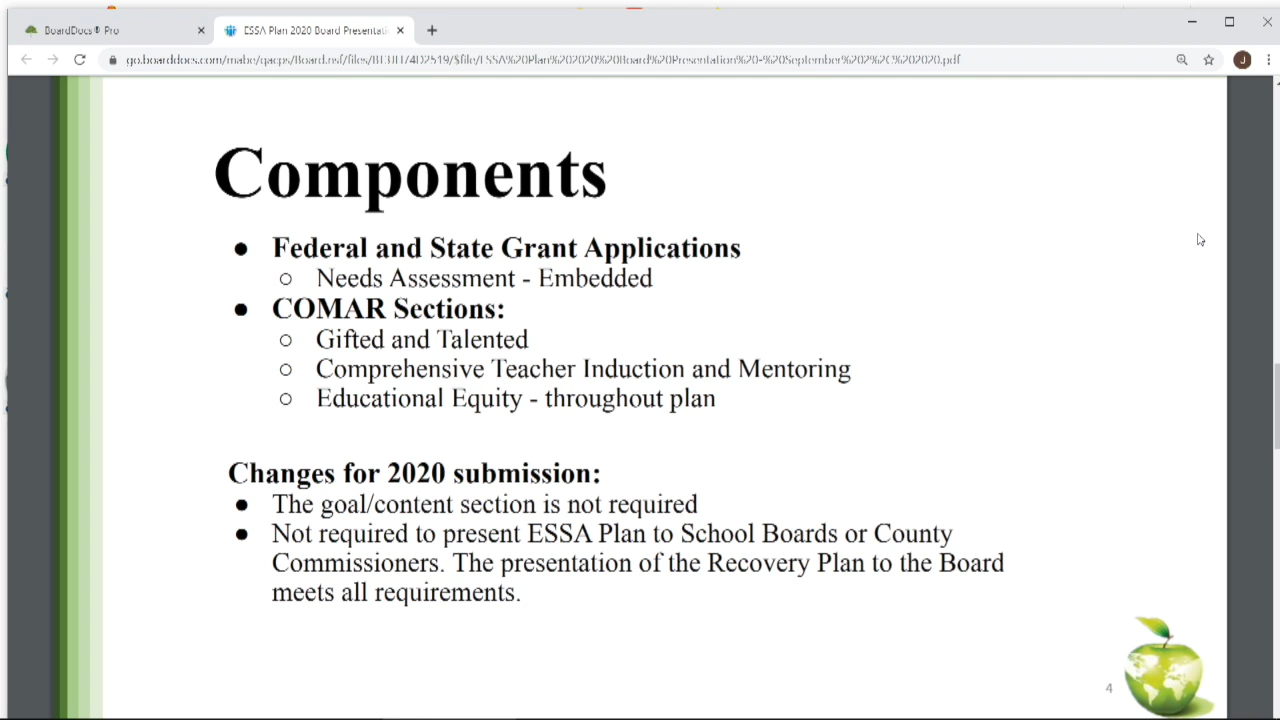 BoardDocs® Pro
ESSA Plan 2020 Board Presentati
Components
● Federal and State Grant Applications
○ Needs Assessment - Embedded
● COMAR Sections:
○ Gifted and Talented
○ Comprehensive Teacher Induction and Mentoring
○ Educational Equity - throughout plan
Changes for 2020 submission:
● The goal/content section is not required
● Not required to present ESSA Plan to School Boards or County
Commissioners. The presentation of the Recovery Plan to the Board
meets all requirements.
4
J